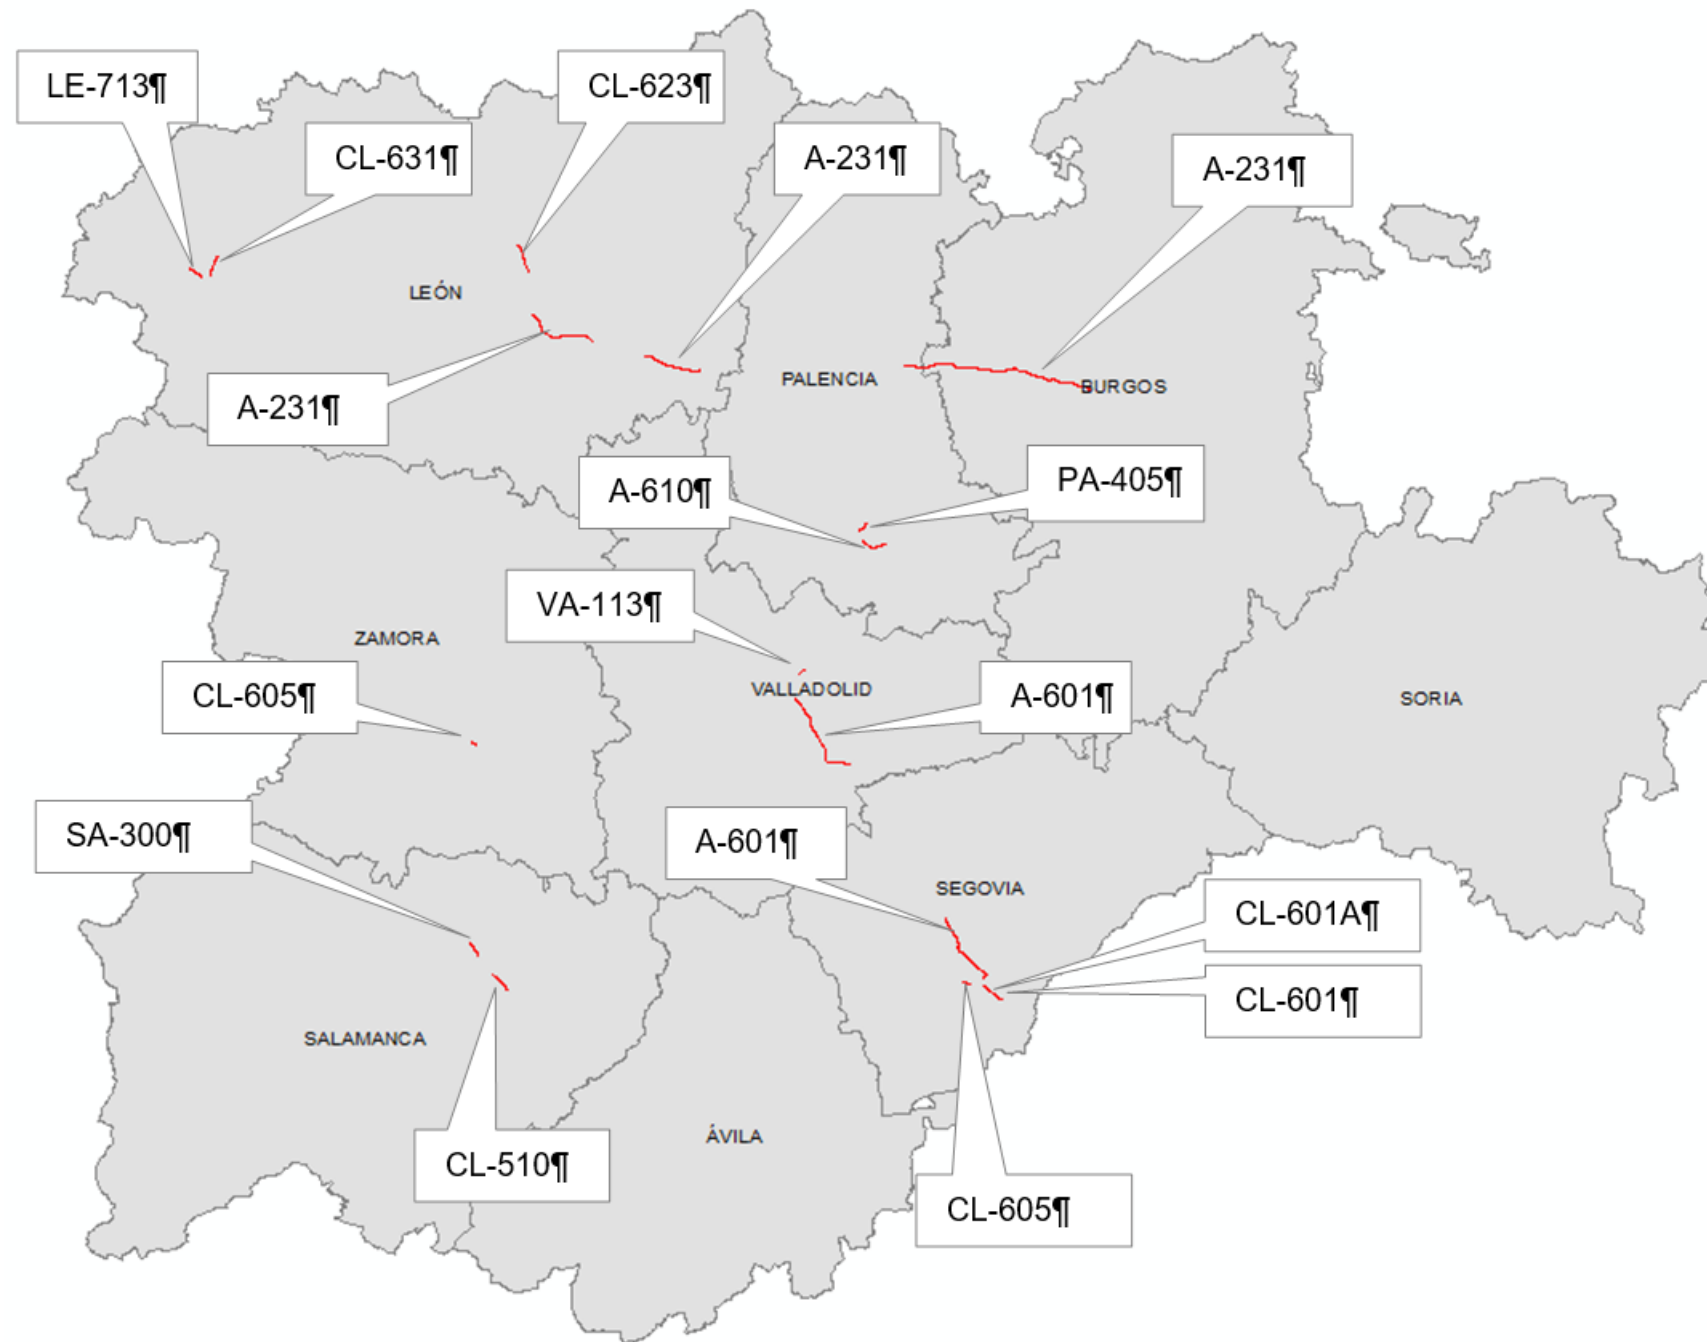 LE-713¶
CL-623¶
CL-631¶
A-231¶
A-231¶
LEÓN
PALENCIA
BURGOS
A-231¶
A-610¶
PA-405¶
VA-113¶
ZAMORA
CL-605¶
VALLADOLID
A-601¶
SORIA
SA-300¶
A-601¶
SEGOVIA
CL-601A¶
CL-601¶
SALAMANCA
ÁVILA
CL-510¶
CL-605¶